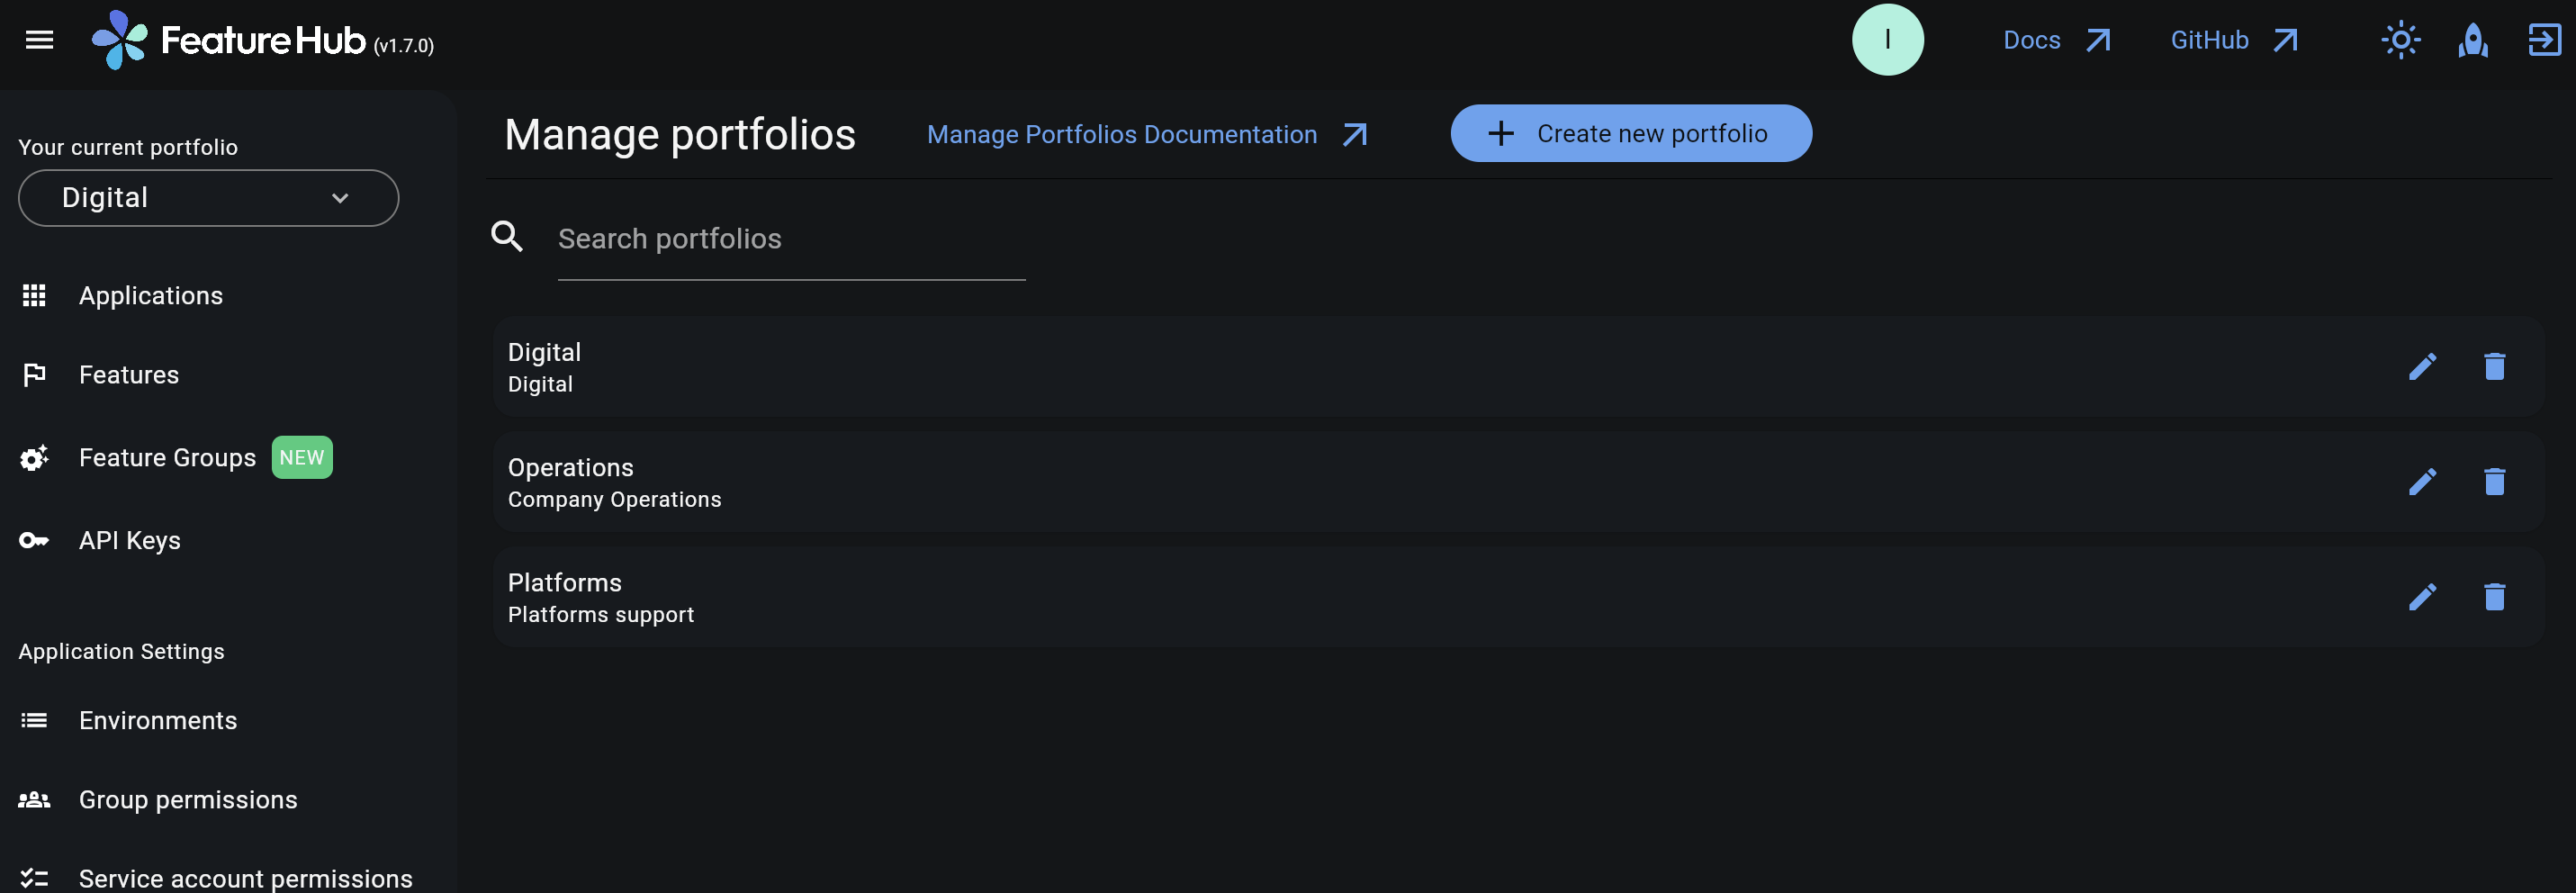 FeatureHub (v1.7.0)
I
Docs
GitHub
Your current portfolio
Digital
Applications
Features
Feature Groups NEW
API Keys
Application Settings
Environments
Group permissions
Service account permissions
Manage portfolios
Manage Portfolios Documentation
Create new portfolio
Search portfolios
Digital
Digital
Operations
Company Operations
Platforms
Platforms support